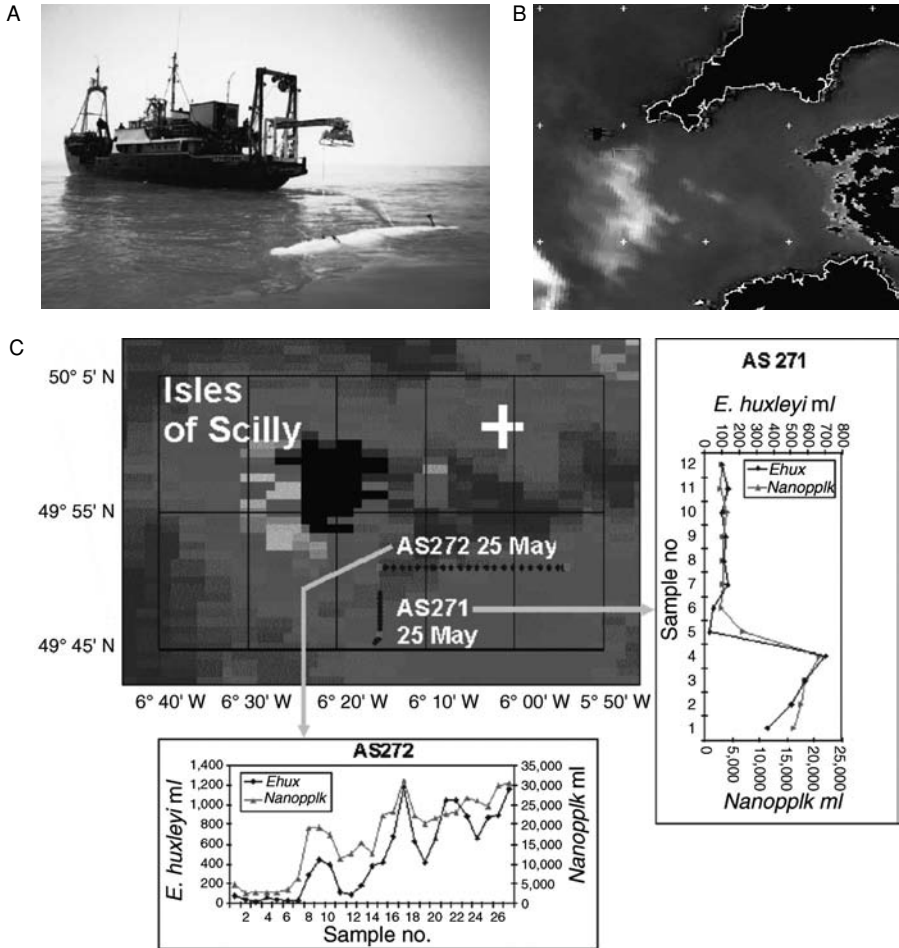 A
B
C
50° 5' N
49° 55' N
49° 45' N
Isles
of Scilly
AS272 25 May
AS271
25 May
6° 40' W 6° 30' W 6° 20' W 6° 10' W 6° 00' W 5° 50' W
AS 271
E. huxleyi ml
0 100 200 300 400 500 600 700 800
Ehux
Nanopplk
Sample no
12
11
10
9
8
7
6
5
4
3
2
1
0 5,000 10,000 15,000 20,000 25,000
Nanopplk ml
AS272
E. huxleyi ml
1,400
1,200
1,000
800
600
400
200
0
Ehux
Nanopplk
35,000
30,000
25,000
20,000
15,000
10,000
5,000
0
Nanopplk ml
2 4 6 8 10 12 14 16 18 20 22 24 26
Sample no.